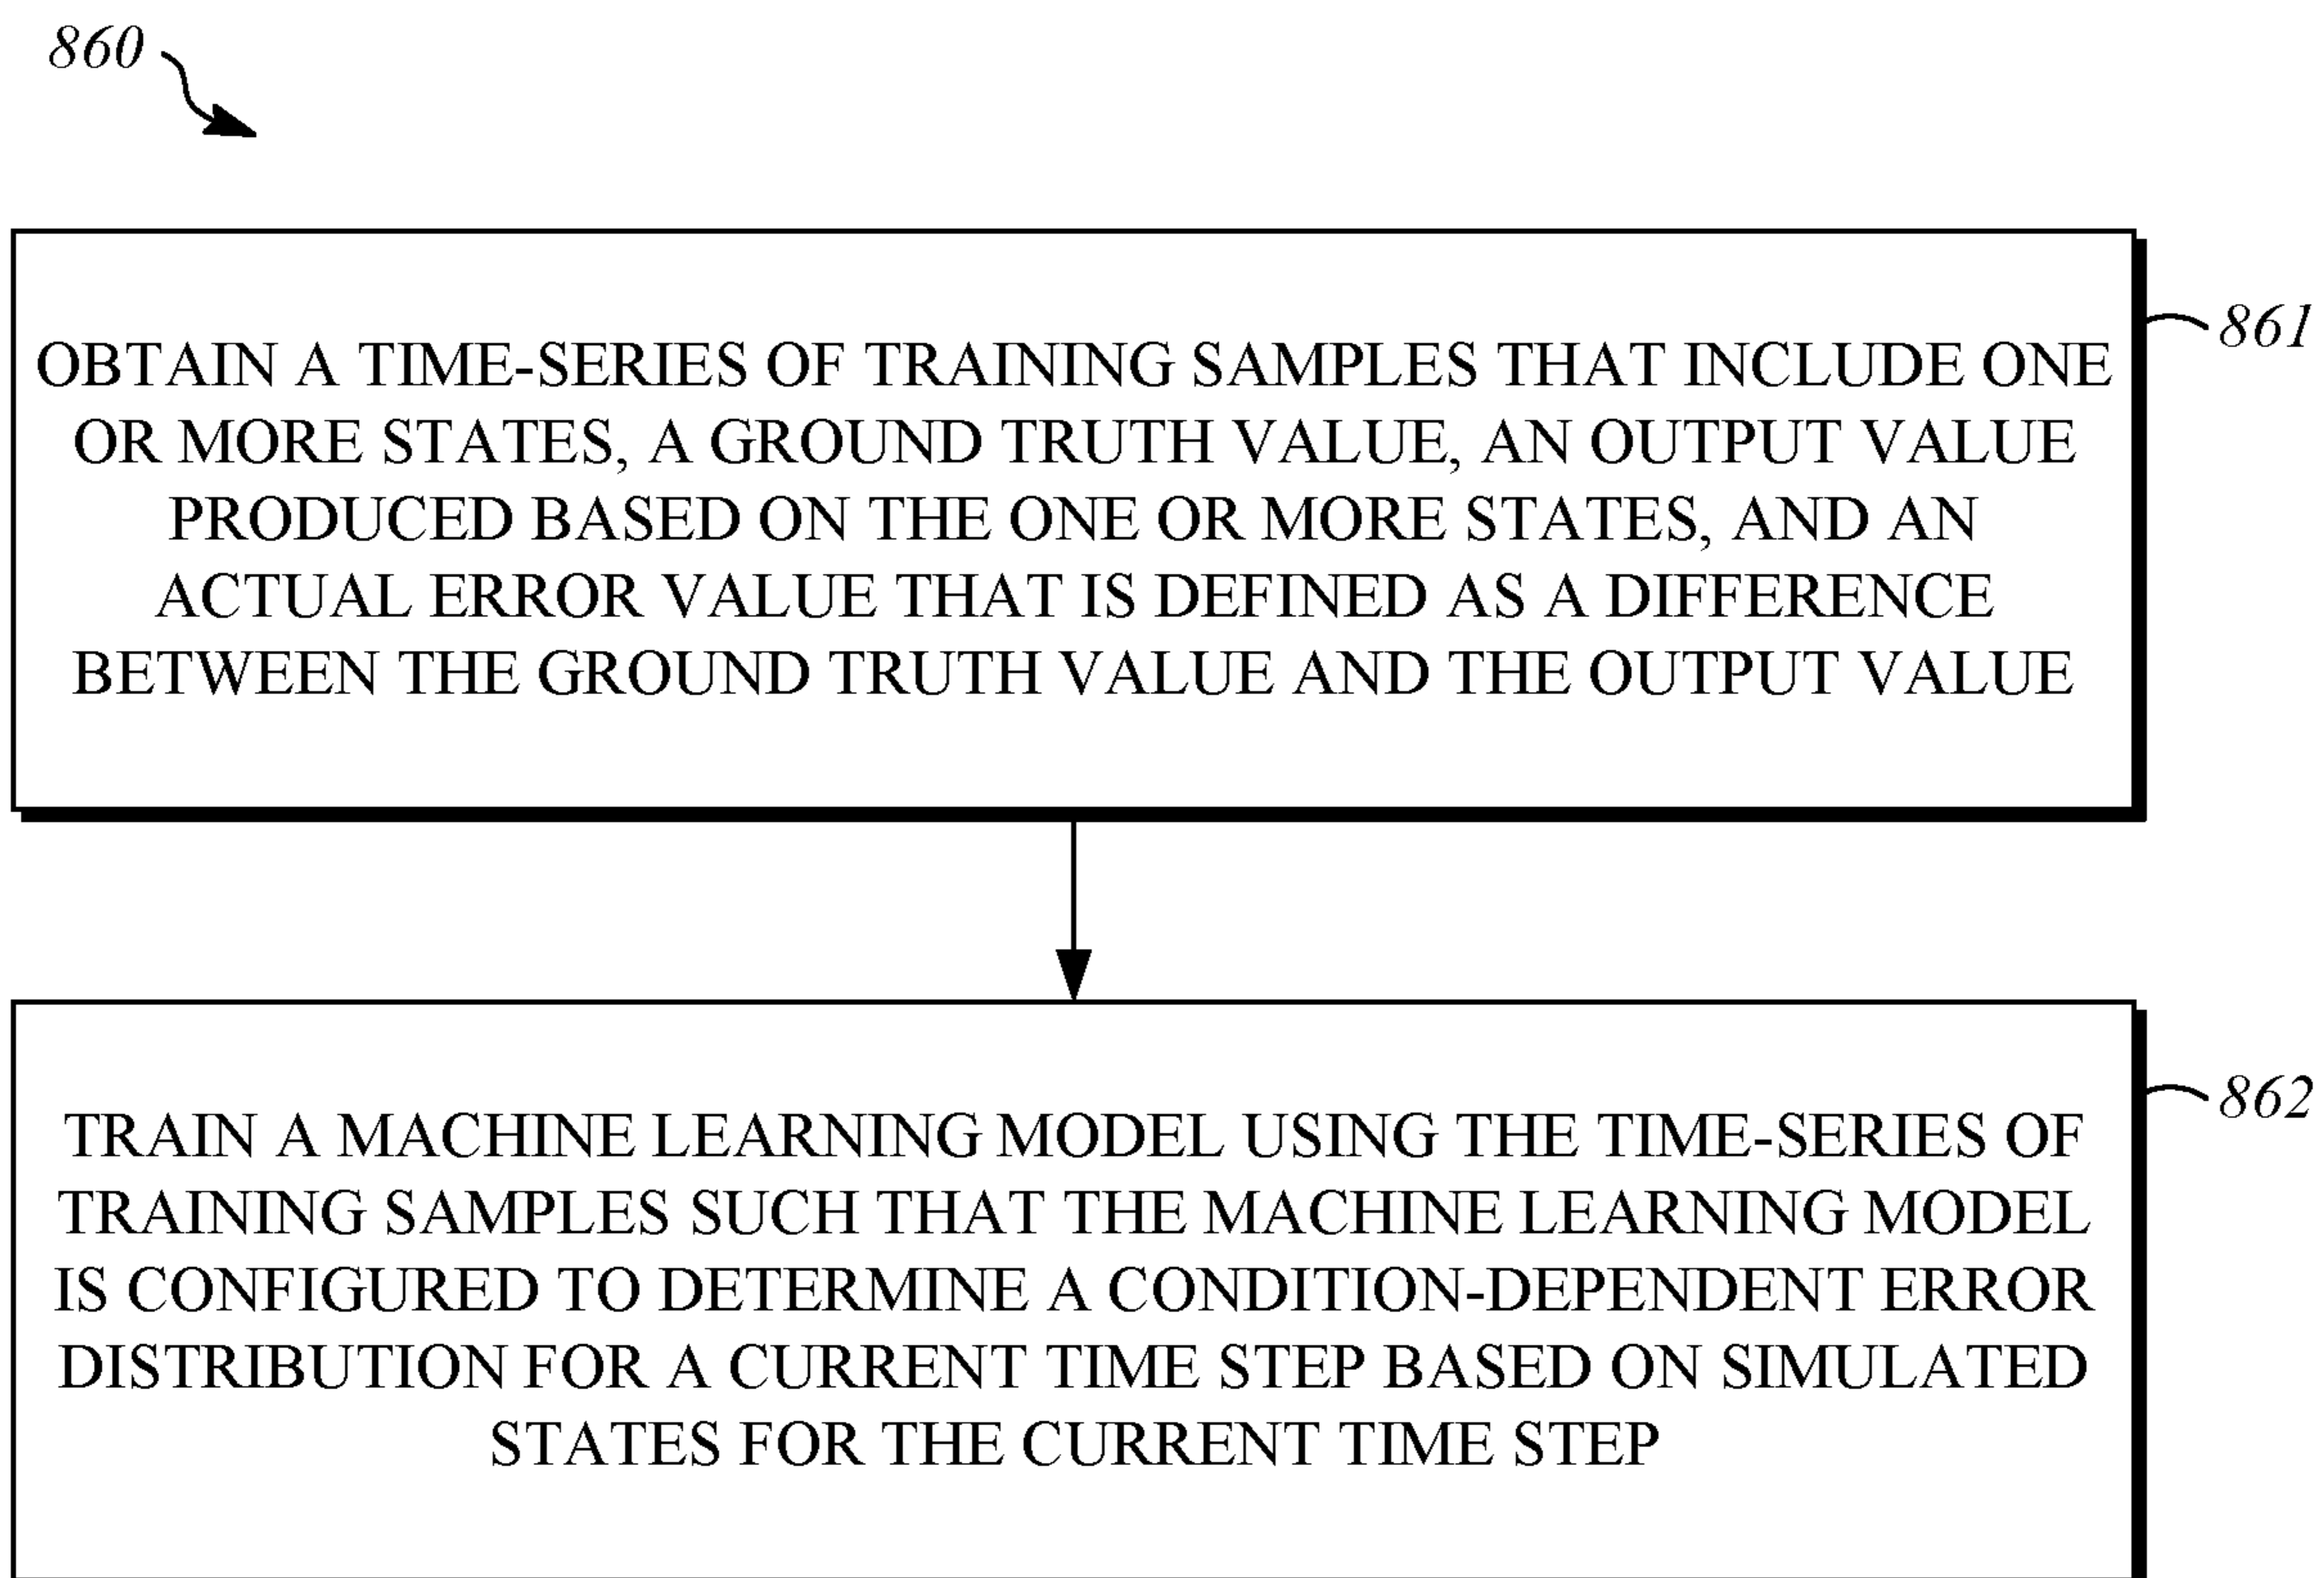 860
861
OBTAIN A TIME-SERIES OF TRAINING SAMPLES THAT INCLUDE ONE
OR MORE STATES, A GROUND TRUTH VALUE, AN OUTPUT VALUE
PRODUCED BASED ON THE ONE OR MORE STATES, AND AN
ACTUAL ERROR VALUE THAT IS DEFINED AS A DIFFERENCE
BETWEEN THE GROUND TRUTH VALUE AND THE OUTPUT VALUE
862
TRAIN A MACHINE LEARNING MODEL USING THE TIME-SERIES OF
TRAINING SAMPLES SUCH THAT THE MACHINE LEARNING MODEL
IS CONFIGURED TO DETERMINE A CONDITION-DEPENDENT ERROR
DISTRIBUTION FOR A CURRENT TIME STEP BASED ON SIMULATED
STATES FOR THE CURRENT TIME STEP